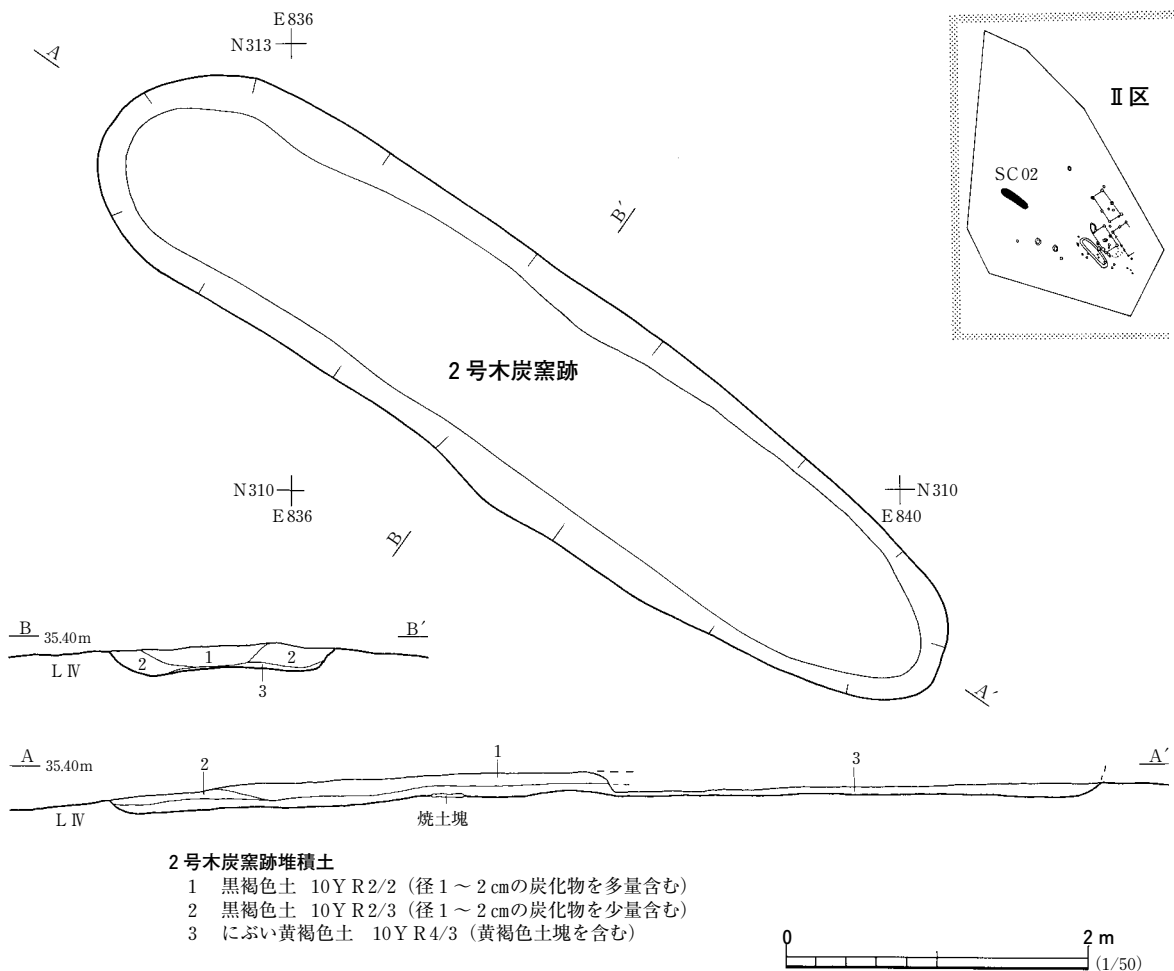 E836
N313
A
Ⅱ区
SC02
B´
2号木炭窯跡
N310
E836
N310
E840
B
A´
B 35.40m B´
LⅣ
2 1 2
3
A 35.40m A´
2 1 3
LⅣ
焼土塊
2号木炭窯跡堆積土
1 黒褐色土 10YR2/2（径1～2㎝の炭化物を多量含む）
2 黒褐色土 10YR2/3（径1～2㎝の炭化物を少量含む）
3 にぶい黄褐色土 10YR4/3（黄褐色土塊を含む）
0 2m
(1/50)